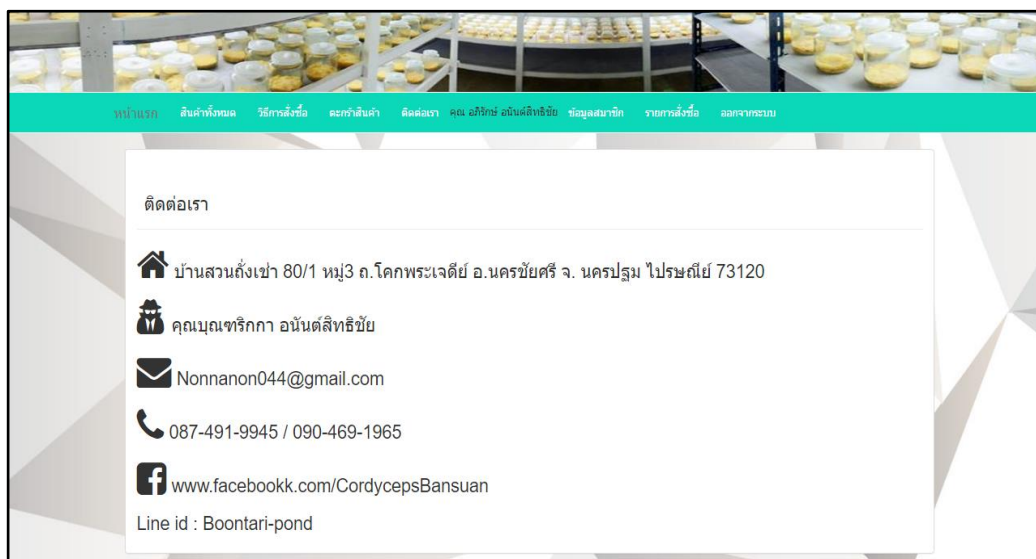 หน้าแรก สินค้าทั้งหมด วิธีการสั่งซื้อ ตะกร้าสินค้า ติดต่อเรา คุณ อภิรักษ์ อนันต์สิทธิชัย ข้อมูลสมาชิก รายการสั่งซื้อ ออกจากระบบ
ติดต่อเรา
บ้านสวนถั่งเช่า 80/1 หมู่3 ถ.โคกพระเจดีย์ อ.นครชัยศรี จ. นครปฐม ไปรษณีย์ 73120
คุณบุณฑริกกา อนันต์สิทธิชัย
Nonnanon044@gmail.com
087-491-9945 / 090-469-1965
www.facebookk.com/CordycepsBansuan
Line id : Boontari-pond